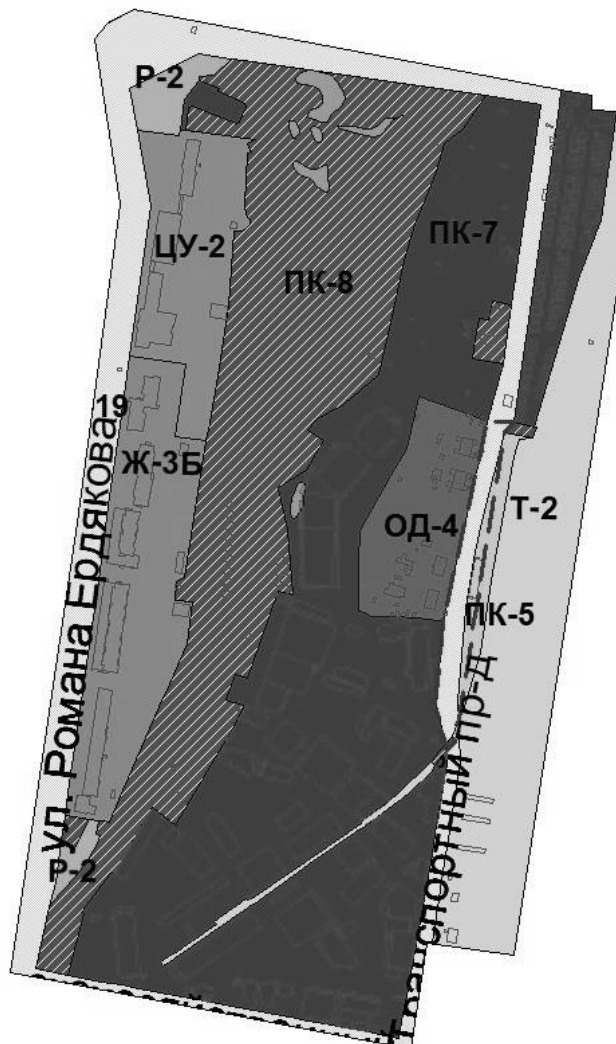 Р-2
ЦУ-2
ПК-7
ПК-8
19
Ж-3Б
ОД-4
Т-2
ПК-5
Р-2
ул. Романа Ердякова
Транспортный пр-д